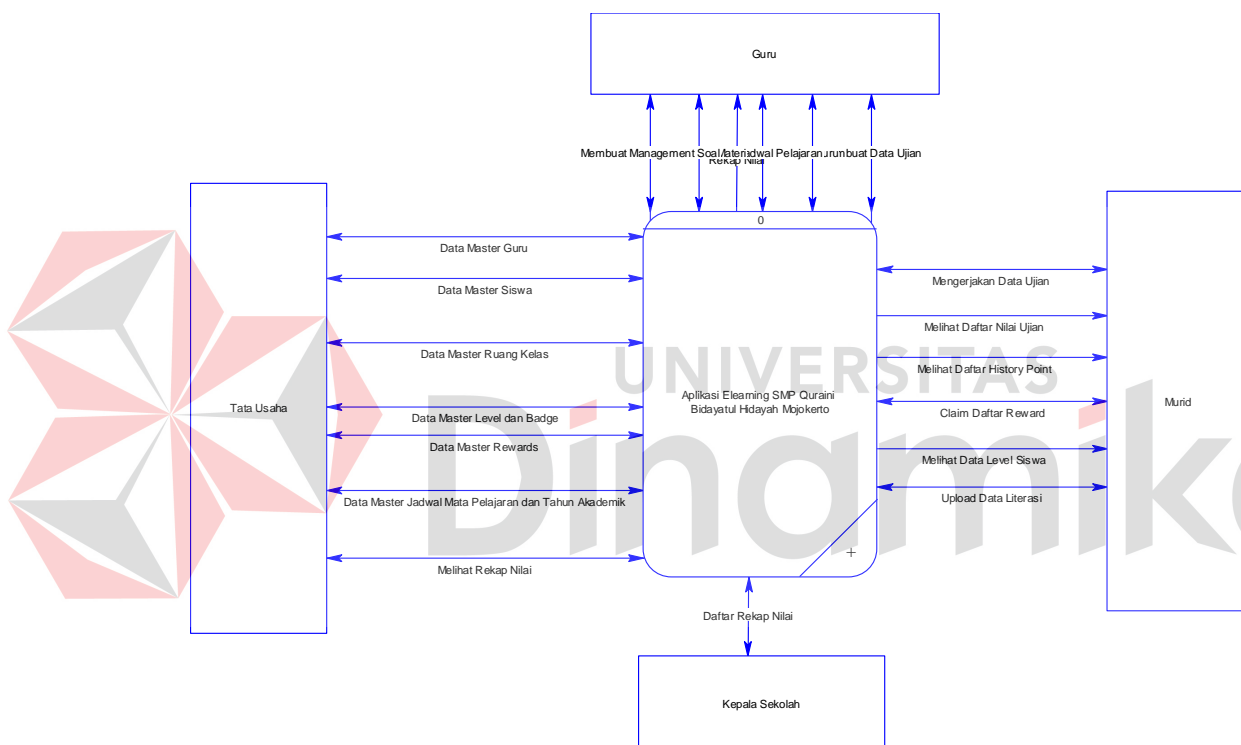 Guru
Membuat Management Soal
Jadwal Pelajaran
Data Ujian
Rekap Nilai
0
Data Master Guru
Data Master Siswa
Data Master Ruang Kelas
Tata Usaha
Data Master Level dan Badge
Data Master Rewards
Data Master Jadwal Mata Pelajaran dan Tahun Akademik
Melihat Rekap Nilai
Aplikasi Elearning SMP Quraini
Bidayatul Hidayah Mojokerto
Mengerjakan Data Ujian
Melihat Daftar Nilai Ujian
Melihat Daftar History Point
Claim Daftar Reward
Melihat Data Level Siswa
Upload Data Literasi
Murid
Daftar Rekap Nilai
Kepala Sekolah
UNIVERSITAS
Dinamika